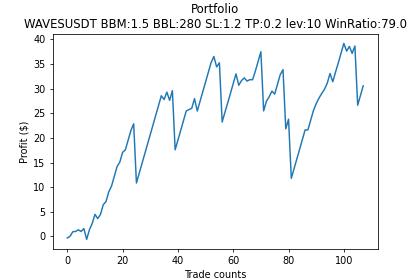 Portfolio
WAVESUSDT BBM:1.5 BBL:280 SL:1.2 TP:0.2 lev:10 WinRatio:79.0
40
35
30
25
20
15
10
5
0
Profit ($)
0 20 40 60 80 100
Trade counts